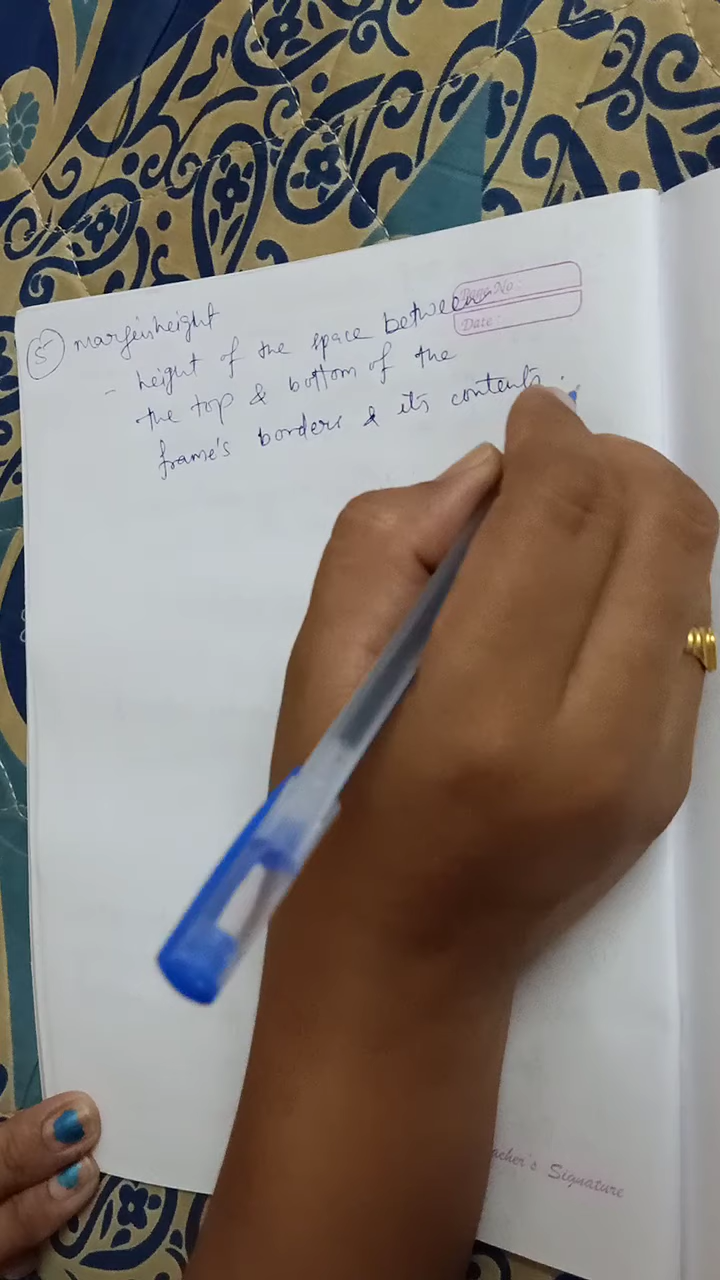 Page No:
Date:
5 marginheight
- height of the space between
the top & bottom of the
frame's borders & its contents.
acher's Signature